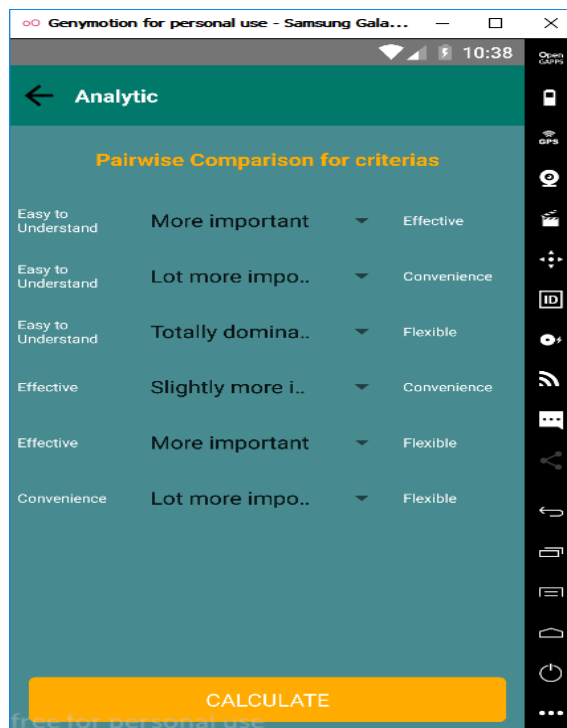 Genymotion for personal use - Samsung Gala...
10:38
Open
GAPPS
Analytic
GPS
Pairwise Comparison for criterias
Easy to
Understand
More important
Effective
Easy to
Understand
Lot more impo..
Convenience
ID
Easy to
Understand
Totally domina..
Flexible
Effective
Slightly more i..
Convenience
Effective
More important
Flexible
Convenience
Lot more impo..
Flexible
CALCULATE
free for personal use